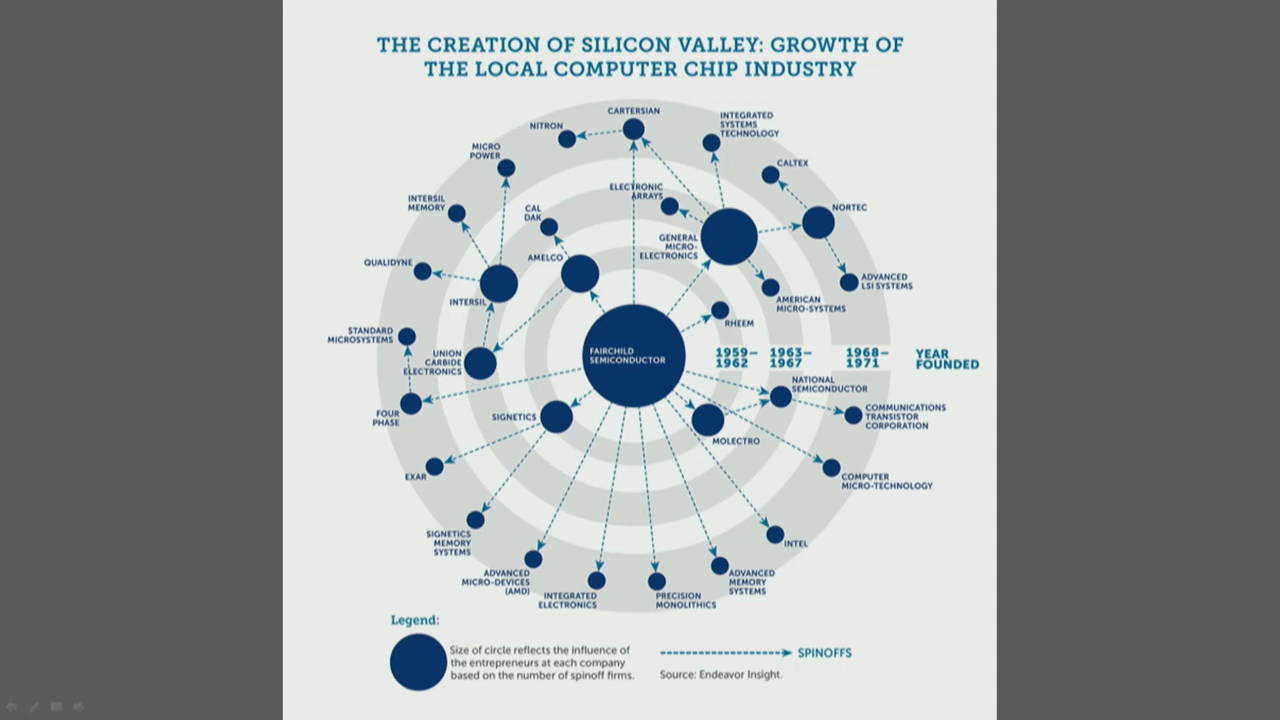 THE CREATION OF SILICON VALLEY: GROWTH OF
THE LOCAL COMPUTER CHIP INDUSTRY
CARTERSIAN
NITRON
INTEGRATED
SYSTEMS
TECHNOLOGY
MICRO
POWER
CALTEX
ELECTRONIC
ARRAYS
INTERSIL
MEMORY
CAL
DAK
NORTEC
GENERAL
MICRO-
ELECTRONICS
AMELCO
QUALIDYNE
ADVANCED
LSI SYSTEMS
INTERSIL
AMERICAN
MICRO-SYSTEMS
RHEEM
STANDARD
MICROSYSTEMS
UNION
CARBIDE
ELECTRONICS
FAIRCHILD
SEMICONDUCTOR
1959–
1962
1963–
1967
1968–
1971
YEAR
FOUNDED
NATIONAL
SEMICONDUCTOR
FOUR
PHASE
SIGNETICS
COMMUNICATIONS
TRANSISTOR
CORPORATION
MOLECTRO
EXAR
COMPUTER
MICRO-TECHNOLOGY
SIGNETICS
MEMORY
SYSTEMS
INTEL
ADVANCED
MICRO-DEVICES
(AMD)
INTEGRATED
ELECTRONICS
PRECISION
MONOLITHICS
ADVANCED
MEMORY
SYSTEMS
Legend:
Size of circle reflects the influence of
the entrepreneurs at each company
based on the number of spinoff firms.
SPINOFFS
Source: Endeavor Insight.